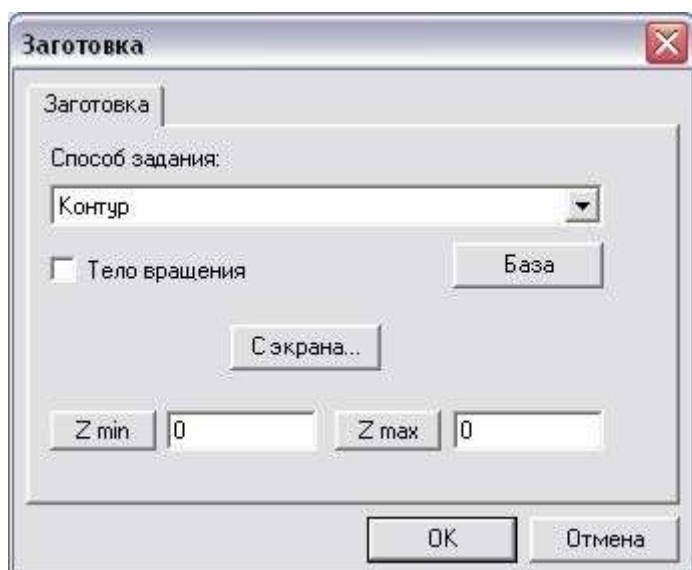 Заготовка
Заготовка
Способ задания:
Контур
Тело вращения
База
С экрана...
Z min 0 Z max 0
OK Отмена